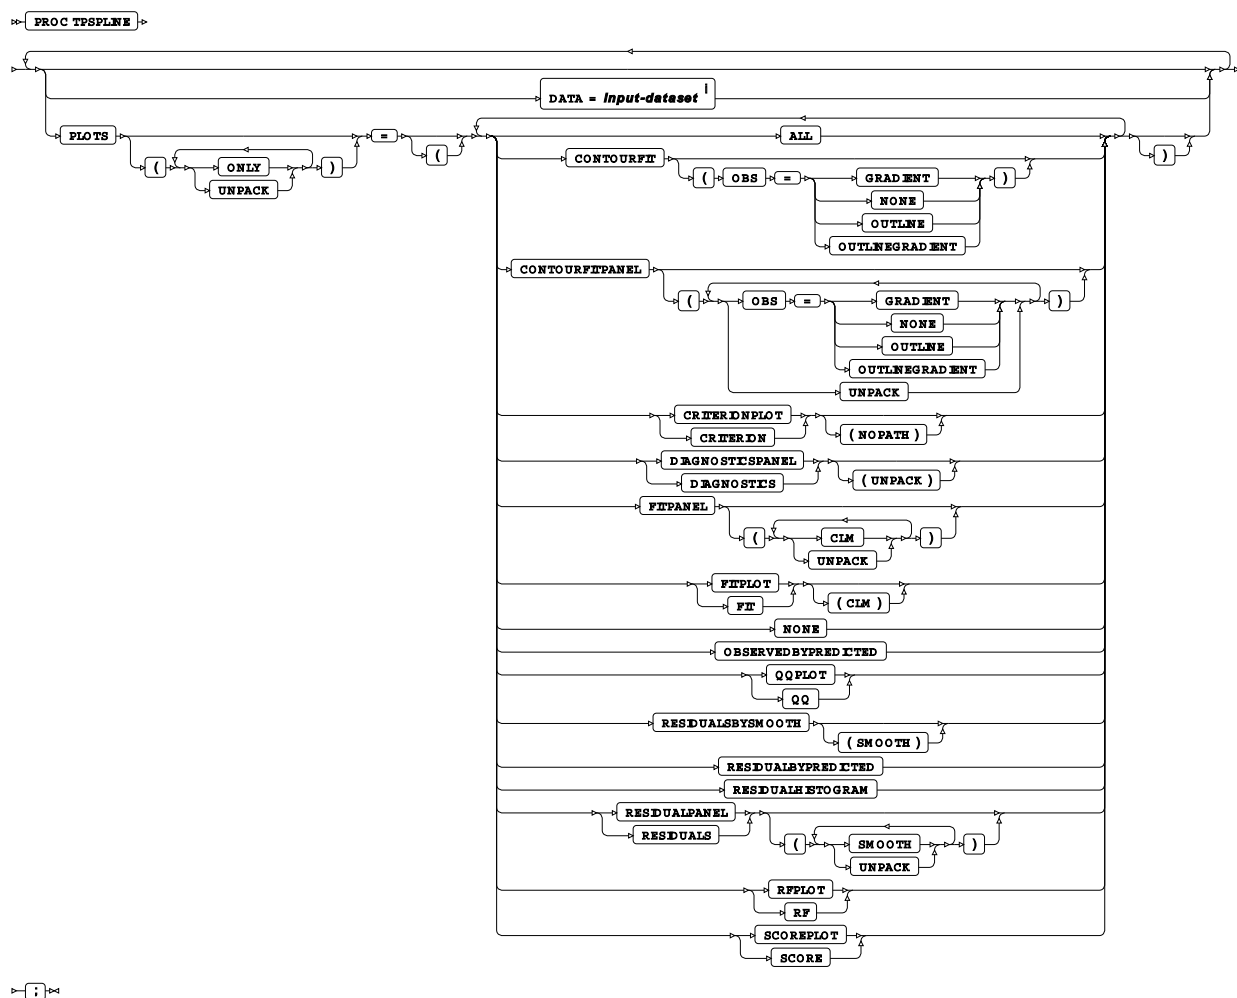 PROC TPSPLINE
DATA = input-dataset i
PLOTS
=
(
ALL
)
(
ONLY
)
UNPACK
CONTOURFIT
(
OBS
=
GRADIENT
)
NONE
OUTLINE
OUTLINEGRADIENT
CONTOURFITPANEL
(
OBS
=
GRADIENT
)
NONE
OUTLINE
OUTLINEGRADIENT
UNPACK
CRITERIONPLOT
CRITERION
(NOPATH)
DIAGNOSTICSPANEL
DIAGNOSTICS
(UNPACK)
FITPANEL
(
CLM
)
UNPACK
FITPLOT
FIT
(CLM)
NONE
OBSERVEDBYPREDICTED
QQPLOT
QQ
RESIDUALSBYSMOOTH
(SMOOTH)
RESIDUALBYPREDICTED
RESIDUALHISTOGRAM
RESIDUALPANEL
RESIDUALS
(
SMOOTH
)
UNPACK
RFPLOT
RF
SCOREPLOT
SCORE
;